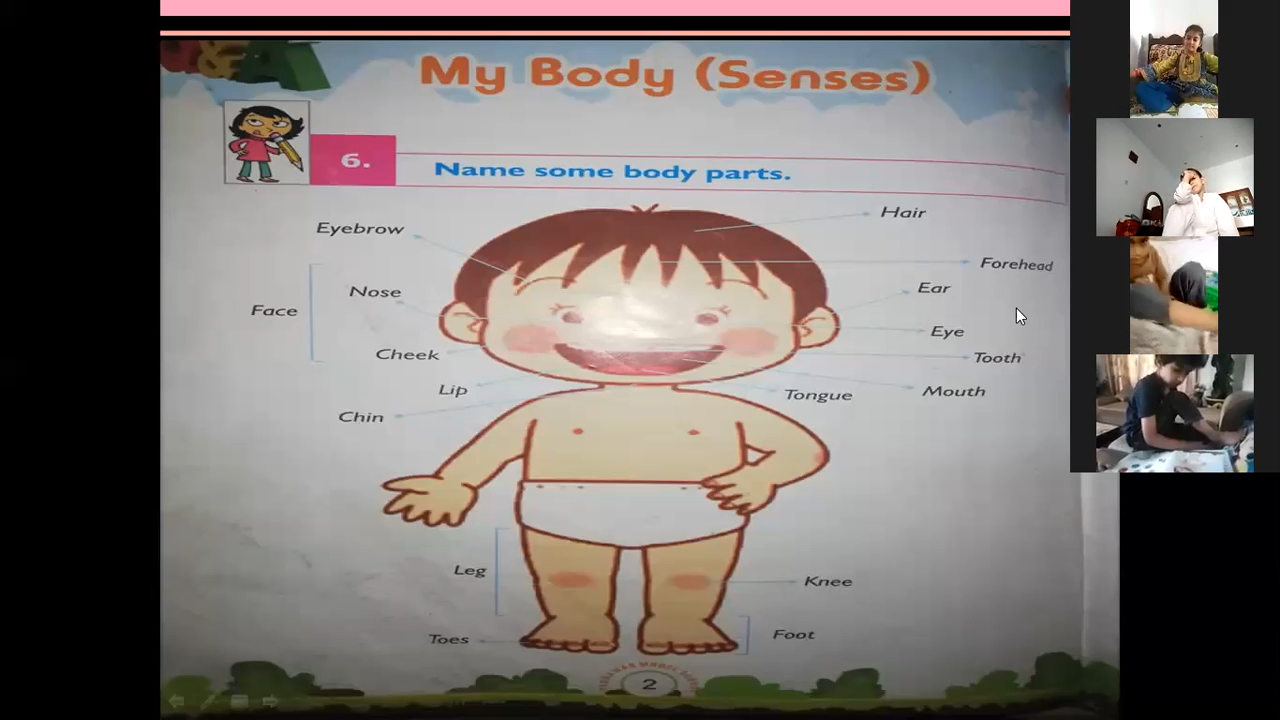 My Body (Senses)
6.
Name some body parts.
Hair
Eyebrow
Forehead
Ear
Nose
Face
Eye
Cheek
Tooth
Lip
Tongue
Mouth
Chin
Leg
Knee
Toes
Foot
2